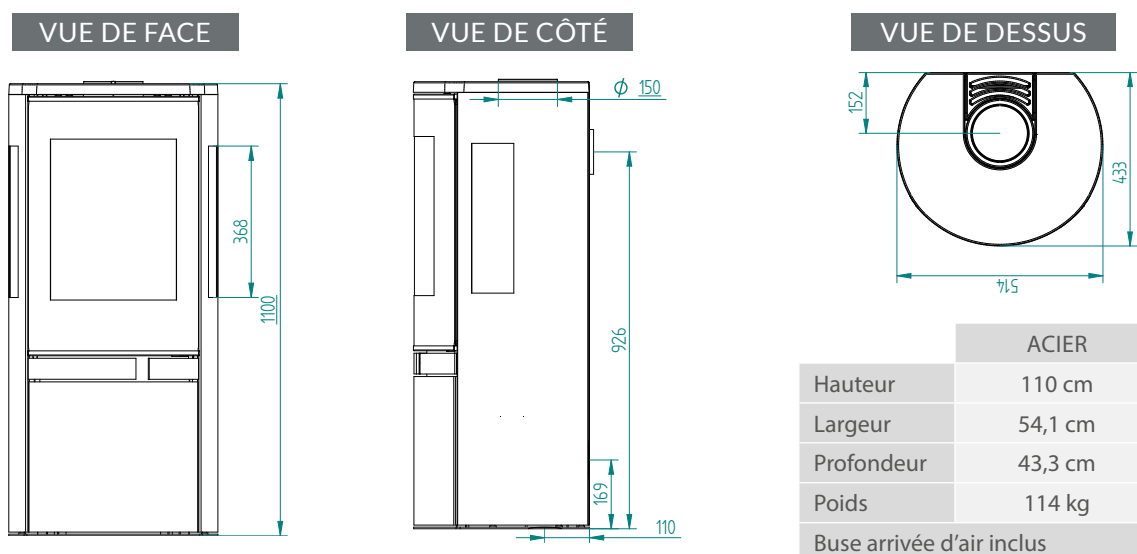 VUE DE FACE
VUE DE CÔTÉ
VUE DE DESSUS
368
1100
ϕ 150
926
169
110
152
433
514
ACIER
Hauteur 110 cm
Largeur 54,1 cm
Profondeur 43,3 cm
Poids 114 kg
Buse arrivée d’air inclus